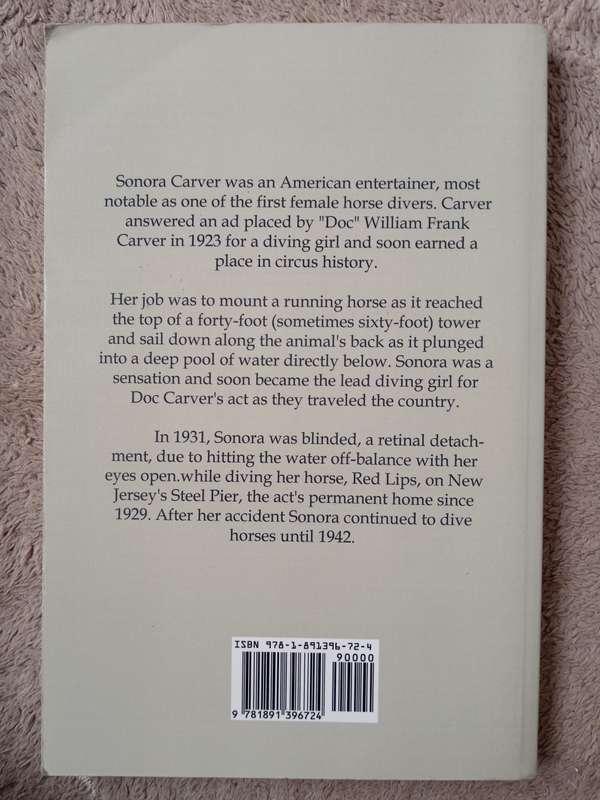 Sonora Carver was an American entertainer, most
notable as one of the first female horse divers. Carver
answered an ad placed by "Doc" William Frank
Carver in 1923 for a diving girl and soon earned a
place in circus history.
Her job was to mount a running horse as it reached
the top of a forty-foot (sometimes sixty-foot) tower
and sail down along the animal's back as it plunged
into a deep pool of water directly below. Sonora was a
sensation and soon became the lead diving girl for
Doc Carver's act as they traveled the country.
In 1931, Sonora was blinded, a retinal detach-
ment, due to hitting the water off-balance with her
eyes open.while diving her horse, Red Lips, on New
Jersey's Steel Pier, the act's permanent home since
1929. After her accident Sonora continued to dive
horses until 1942.
ISBN 978-1-891396-72-4
90000
9 781891 396724